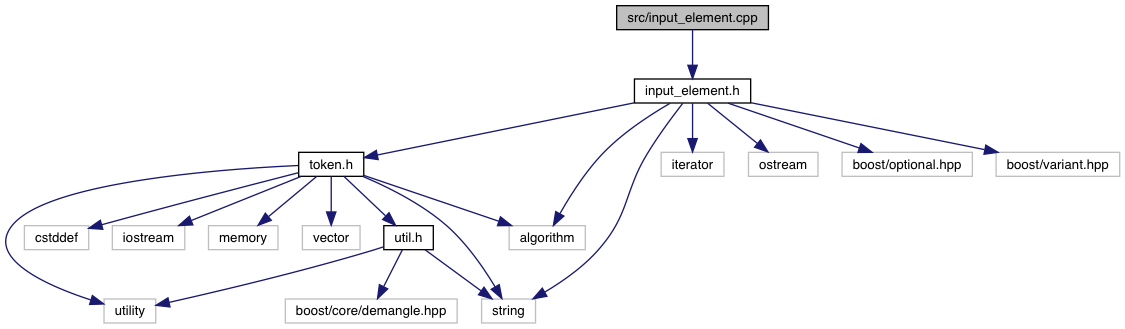 src/input_element.cpp
input_element.h
token.h
iterator
ostream
boost/optional.hpp
boost/variant.hpp
cstddef
iostream
memory
vector
util.h
algorithm
utility
boost/core/demangle.hpp
string